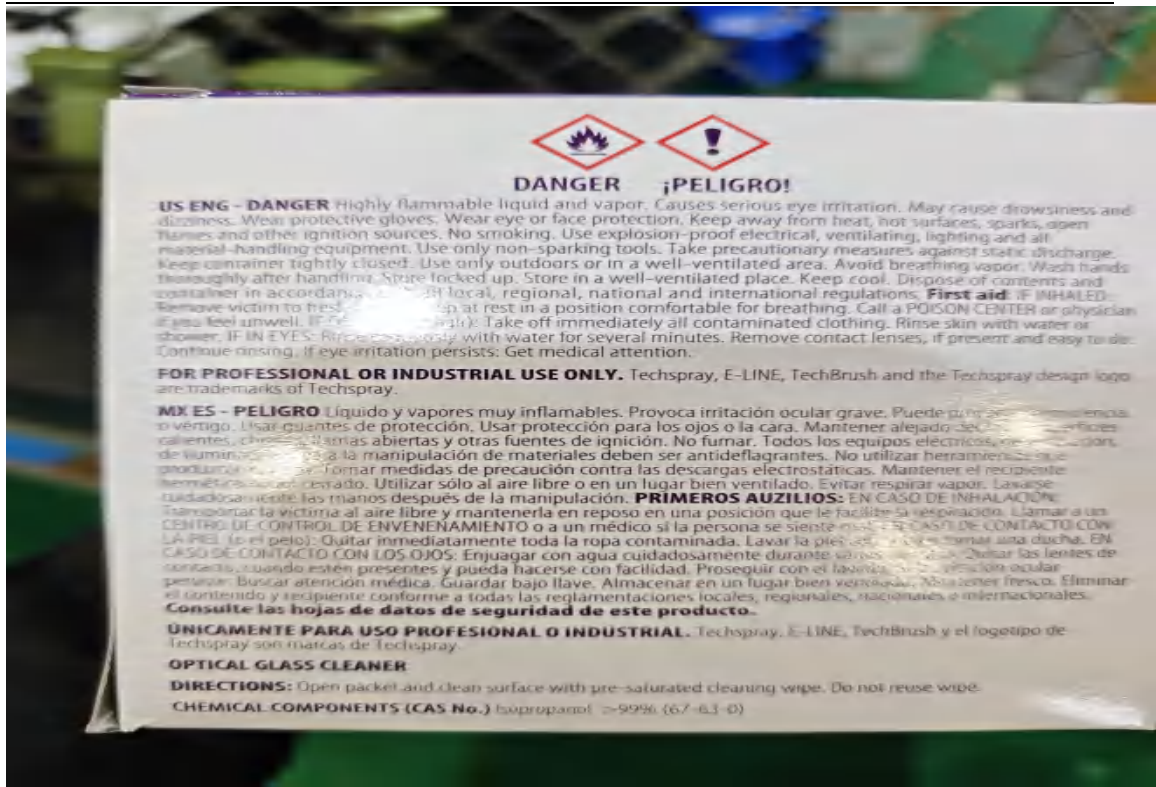 DANGER ¡PELIGRO!
US ENG - DANGER Highly flammable liquid and vapor. Causes serious eye irritation. May cause drowsiness and
dizziness. Wear protective gloves. Wear eye or face protection. Keep away from heat, hot surfaces, sparks, open
flames and other ignition sources. No smoking. Use explosion-proof electrical, ventilating, lighting and all
material-handling equipment. Use only non-sparking tools. Take precautionary measures against static discharge.
Keep container tightly closed. Use only outdoors or in a well-ventilated area. Avoid breathing vapor. Wash hands
thoroughly after handling. Store locked up. Store in a well-ventilated place. Keep cool. Dispose of contents and
container in local, regional, national and international regulations. First aid: IF INHALED:
Remove victim to at rest in a position comfortable for breathing. Call a POISON CENTER or physician
if you feel unwell. Take off immediately all contaminated clothing. Rinse skin with water or
shower. IF IN EYES: with water for several minutes. Remove contact lenses, if present and easy to do.
Continue rinsing. If eye irritation persists: Get medical attention.
FOR PROFESSIONAL OR INDUSTRIAL USE ONLY. Techspray, E-LINE, TechBrush and the Techspray design logo
are trademarks of Techspray.
MX ES - PELIGRO Líquido y vapores muy inflamables. Provoca irritación ocular grave. Puede
o vértigo. Usar guantes de protección. Usar protección para los ojos o la cara. Mantener alejado
calientes, llamas abiertas y otras fuentes de ignición. No fumar. Todos los equipos eléctricos,
de la manipulación de materiales deben ser antideflagrantes. No utilizar herramientas que
Tomar medidas de precaución contra las descargas electrostáticas. Mantener el recipiente
Utilizar sólo al aire libre o en un lugar bien ventilado. Evitar respirar vapor. Lavarse
cuidadosamente las manos después de la manipulación. PRIMEROS AUZILIOS: EN CASO DE INHALACIÓN:
Transportar la víctima al aire libre y mantenerla en reposo en una posición que le facilite la respiración. Llamar a un
CENTRO DE CONTROL DE ENVENENAMIENTO o a un médico si la persona se siente EN CASO DE CONTACTO CON
LA PIEL (o el pelo): Quitar inmediatamente toda la ropa contaminada. Lavar la piel tomar una ducha. EN
CASO DE CONTACTO CON LOS OJOS: Enjuagar con agua cuidadosamente durante Quitar las lentes de
contacto, cuando estén presentes y pueda hacerse con facilidad. Proseguir con el ocular
persiste: Buscar atención médica. Guardar bajo llave. Almacenar en un lugar bien ventilado. Mantener fresco. Eliminar
el contenido y recipiente conforme a todas las reglamentaciones locales, regionales, nacionales o internacionales.
Consulte las hojas de datos de seguridad de este producto.
ÚNICAMENTE PARA USO PROFESIONAL O INDUSTRIAL. Techspray, E-LINE, TechBrush y el logotipo de
Techspray son marcas de Techspray.
OPTICAL GLASS CLEANER
DIRECTIONS: Open packet and clean surface with pre-saturated cleaning wipe. Do not reuse wipe.
CHEMICAL COMPONENTS (CAS No.) Isopropanol >99% (67-63-0)